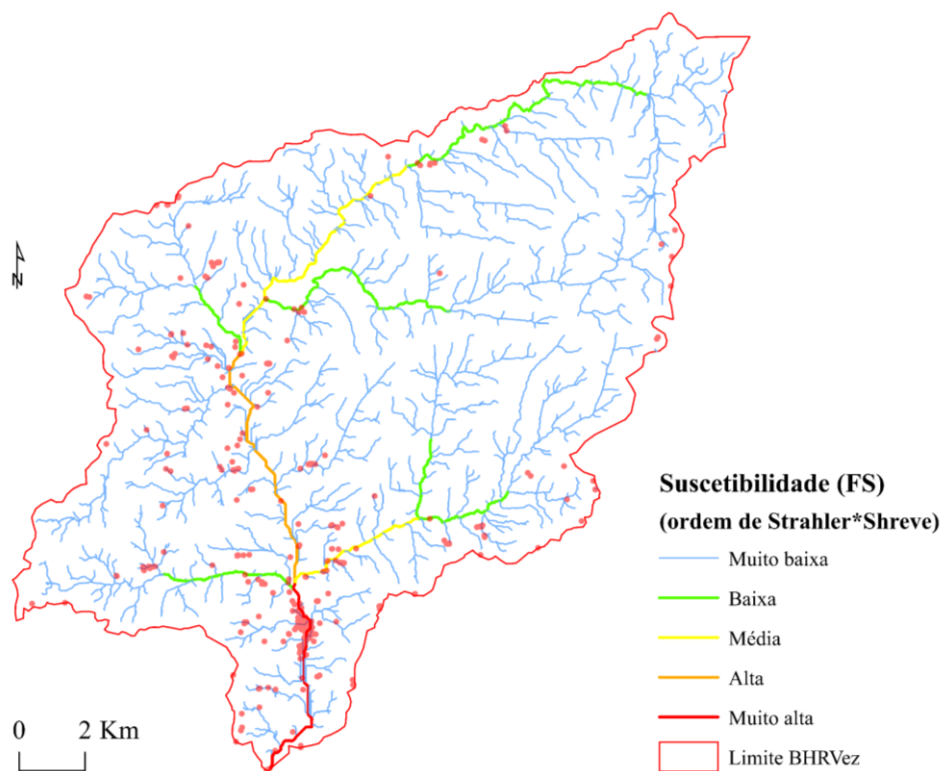 N
Suscetibilidade (FS)
(ordem de Strahler*Shreve)
Muito baixa
Baixa
Média
Alta
Muito alta
Limite BHRVez
0 2 Km